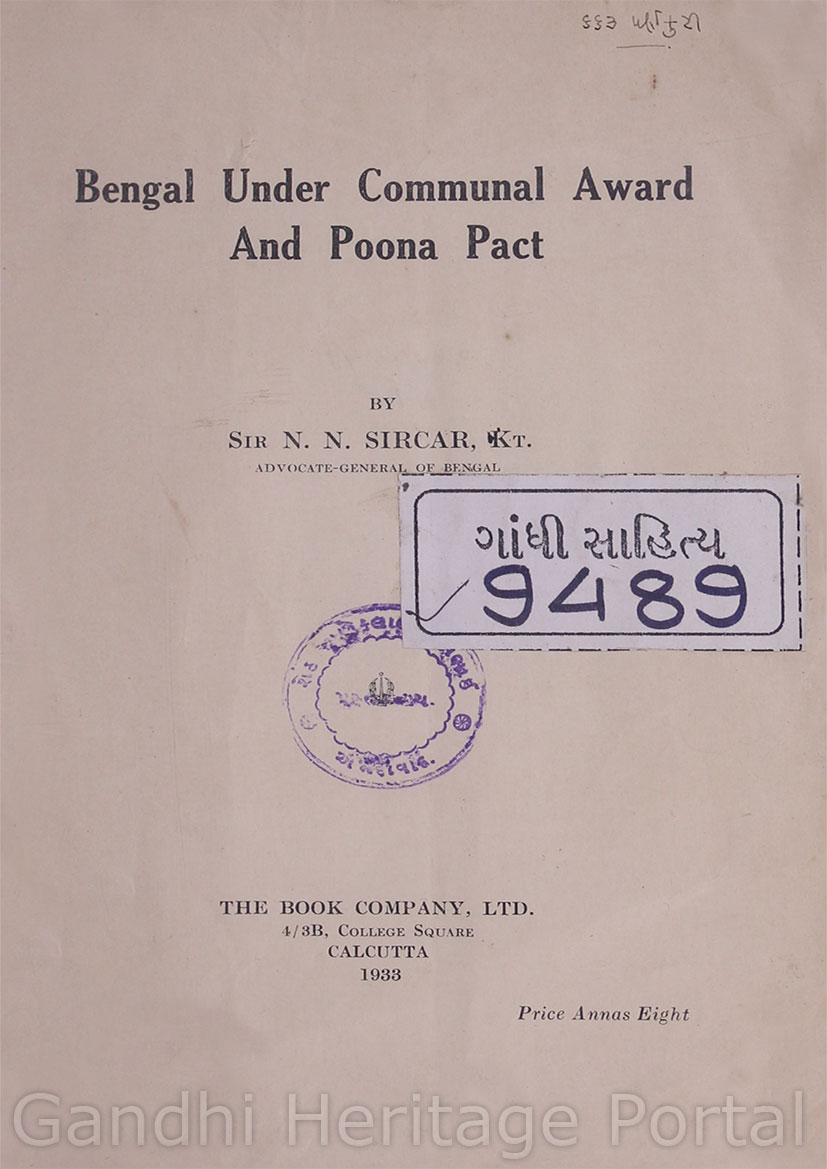 Bengal Under Communal Award
And Poona Pact
BY
SIR N. N. SIRCAR, KT.
ADVOCATE-GENERAL OF BENGAL
ગાંધી સાહિત્ય
9489
THE BOOK COMPANY, LTD.
4/3B, COLLEGE SQUARE
CALCUTTA
1933
Price Annas Eight
Gandhi Heritage Portal